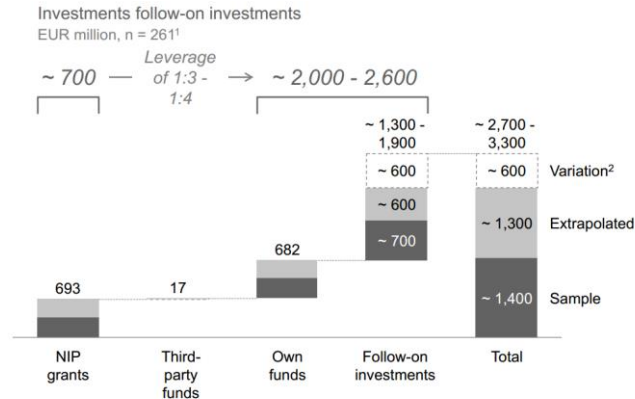 Investments follow-on investments
EUR million, n = 261¹
~ 700
Leverage
of 1:3 -
1:4
~ 2,000 - 2,600
~ 1,300 -
1,900
~ 2,700 -
3,300
~ 600
~ 600
Variation²
~ 600
~ 1,300
Extrapolated
~ 700
682
693
17
~ 1,400
Sample
NIP
grants
Third-
party
funds
Own
funds
Follow-on
investments
Total